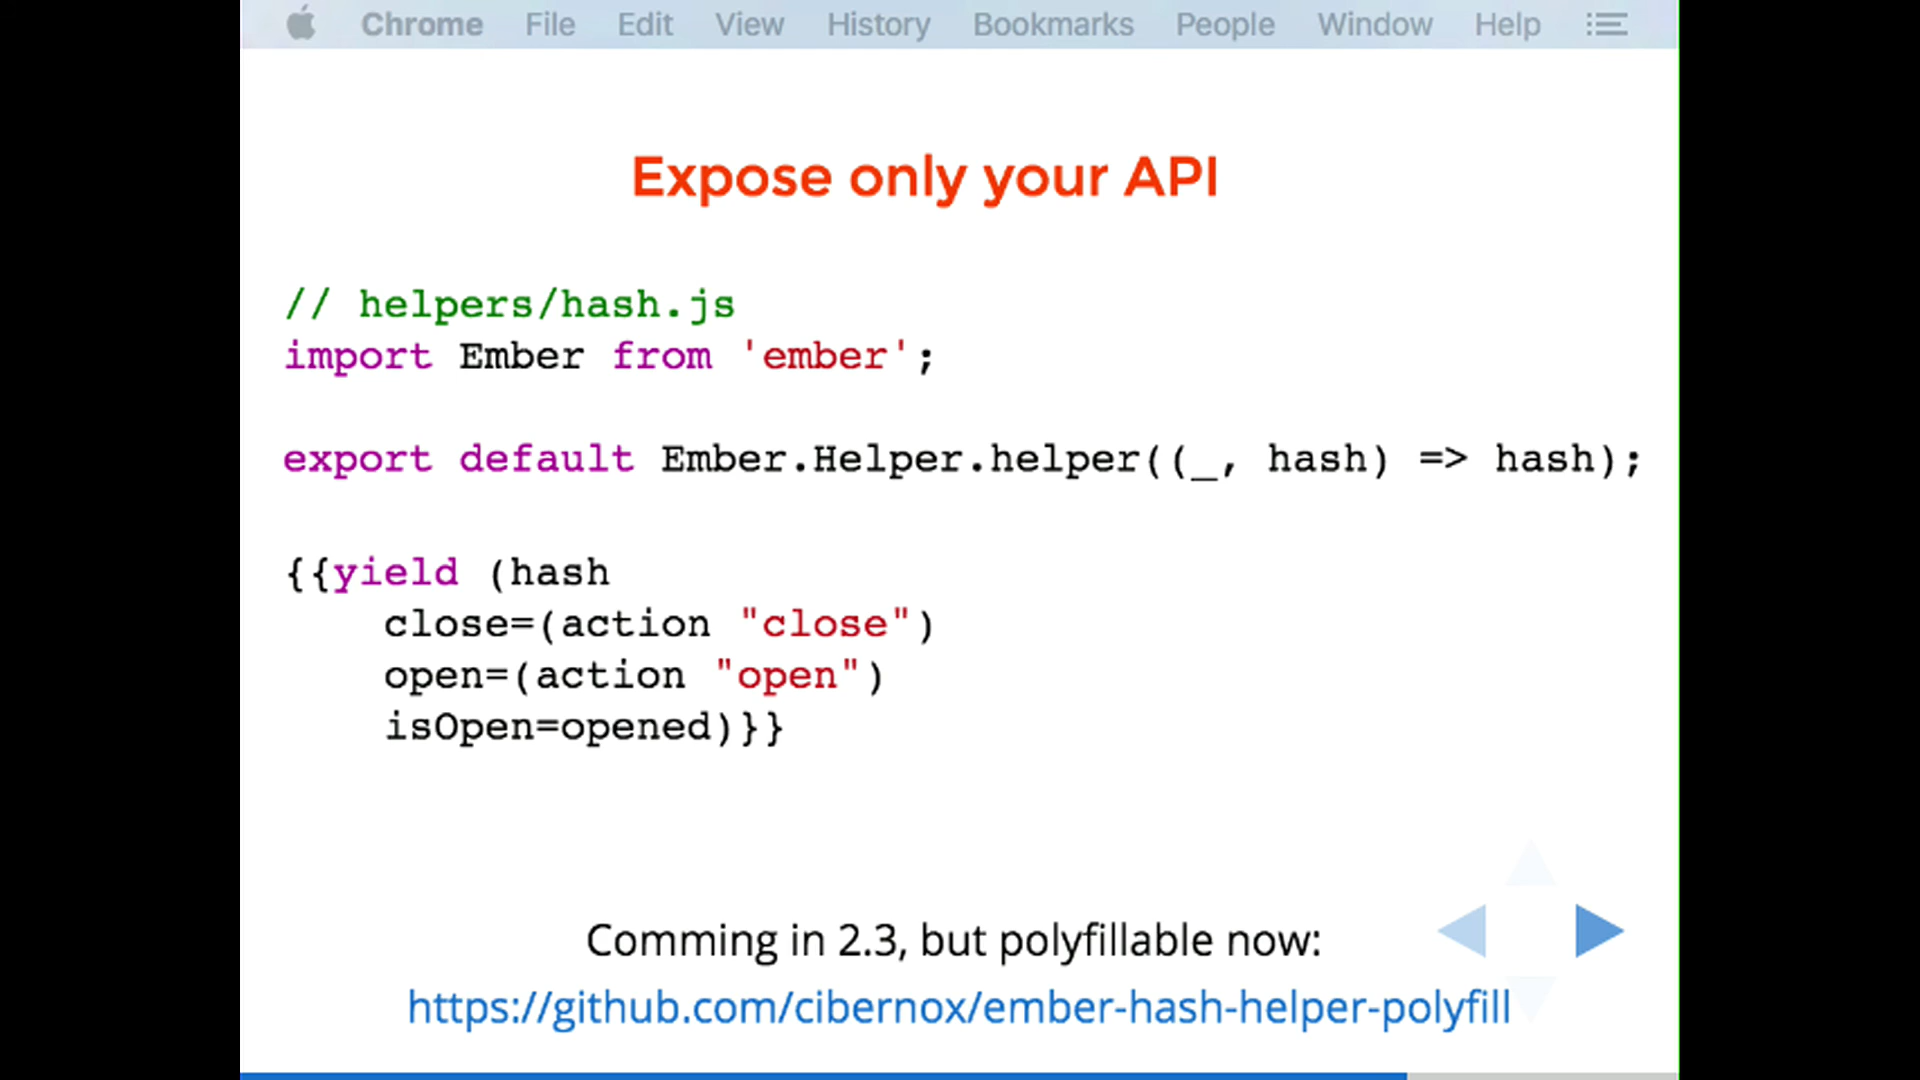 Chrome File Edit View History Bookmarks People Window Help
Expose only your API
// helpers/hash.js
import Ember from 'ember';
export default Ember.Helper.helper((_, hash) => hash);
{{yield (hash
close=(action "close")
open=(action "open")
isOpen=opened)}}
Comming in 2.3, but polyfillable now:
https://github.com/cibernox/ember-hash-helper-polyfill